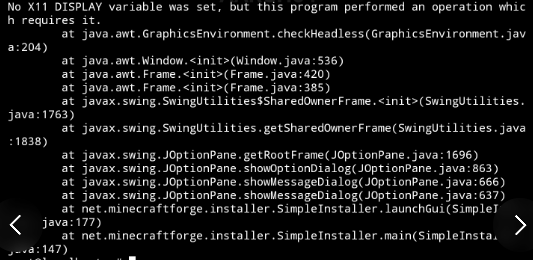 No X11 DISPLAY variable was set, but this program performed an operation whic
h requires it.
at java.awt.GraphicsEnvironment.checkHeadless(GraphicsEnvironment.jav
a:204)
at java.awt.Window.<init>(Window.java:536)
at java.awt.Frame.<init>(Frame.java:420)
at java.awt.Frame.<init>(Frame.java:385)
at javax.swing.SwingUtilities$SharedOwnerFrame.<init>(SwingUtilities.
java:1763)
at javax.swing.SwingUtilities.getSharedOwnerFrame(SwingUtilities.java
:1838)
at javax.swing.JOptionPane.getRootFrame(JOptionPane.java:1696)
at javax.swing.JOptionPane.showOptionDialog(JOptionPane.java:863)
at javax.swing.JOptionPane.showMessageDialog(JOptionPane.java:666)
at javax.swing.JOptionPane.showMessageDialog(JOptionPane.java:637)
at net.minecraftforge.installer.SimpleInstaller.launchGui(SimpleI
java:177)
at net.minecraftforge.installer.SimpleInstaller.main(SimpleInsta
java:147)